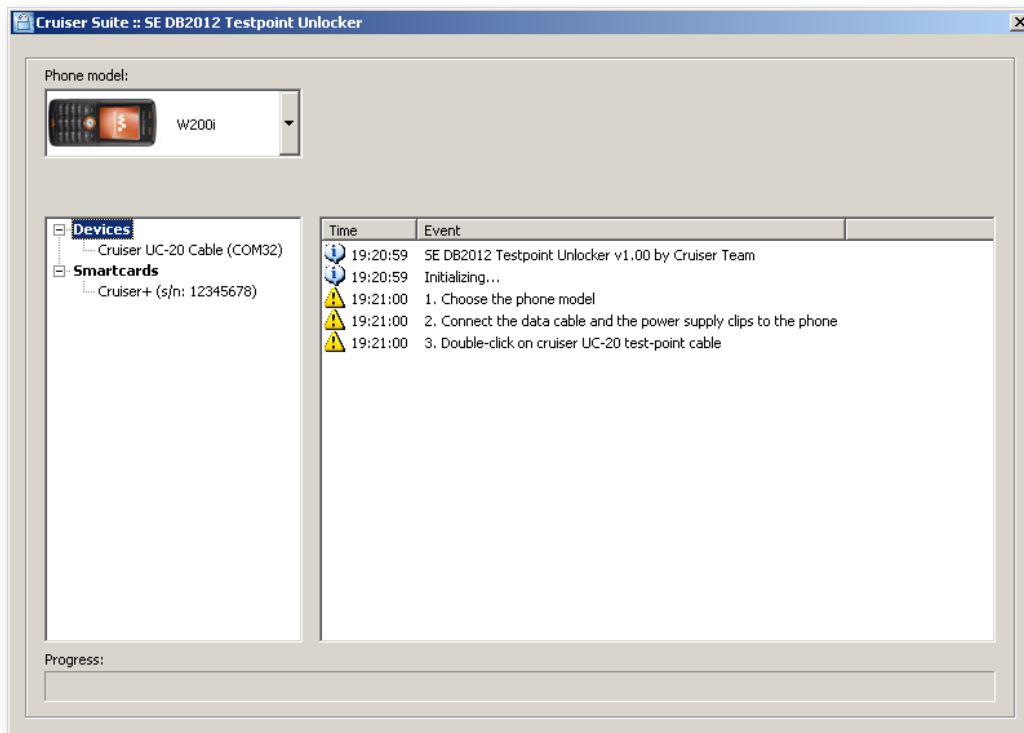 Cruiser Suite :: SE DB2012 Testpoint Unlocker
Phone model:
W200i
Devices
Cruiser UC-20 Cable (COM32)
Smartcards
Cruiser+ (s/n: 12345678)
Time Event
19:20:59 SE DB2012 Testpoint Unlocker v1.00 by Cruiser Team
19:20:59 Initializing...
19:21:00 1. Choose the phone model
19:21:00 2. Connect the data cable and the power supply clips to the phone
19:21:00 3. Double-click on cruiser UC-20 test-point cable
Progress: